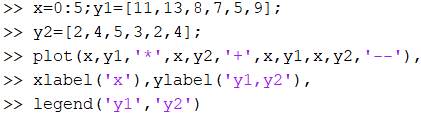 >> x=0:5;y1=[11,13,8,7,5,9];
>> y2=[2,4,5,3,2,4];
>> plot(x,y1,'*',x,y2,'+',x,y1,x,y2,'--'),
>> xlabel('x'),ylabel('y1,y2'),
>> legend('y1','y2')